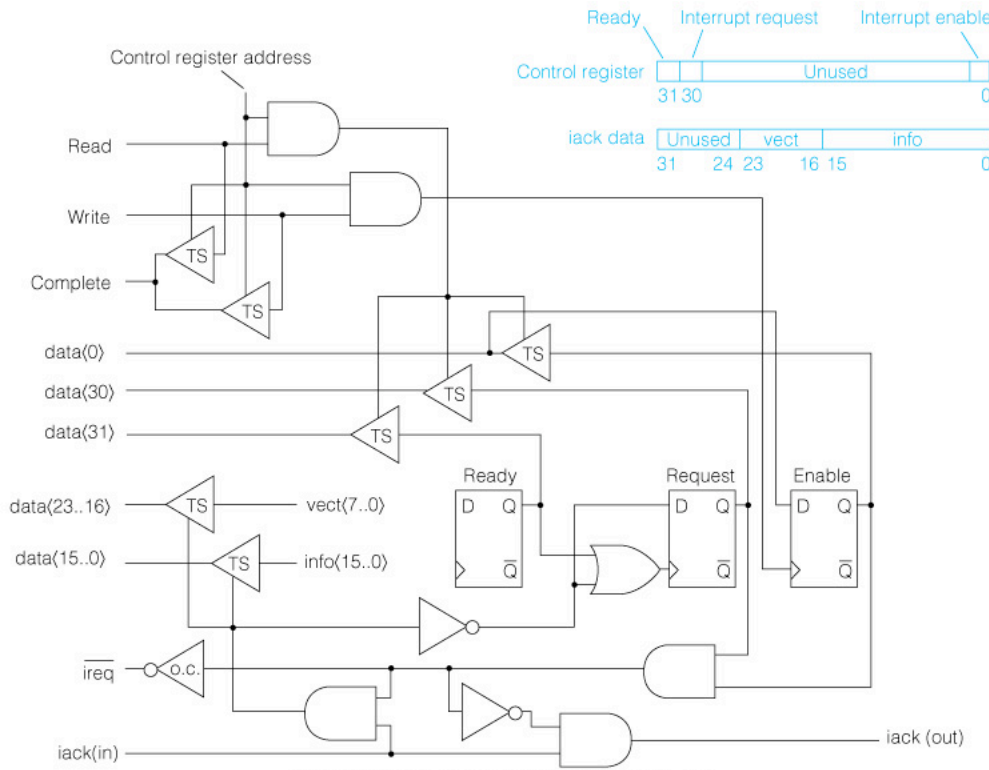 Ready Interrupt request Interrupt enable
Control register address
Control register Unused
31 30 0
Read
iack data Unused vect info
31 24 23 16 15 0
Write
TS
Complete
TS
data⟨0⟩ TS
data⟨30⟩ TS
data⟨31⟩ TS
Ready Request Enable
data⟨23..16⟩ TS vect⟨7..0⟩ D Q D Q D Q
data⟨15..0⟩ TS info⟨15..0⟩ Q̅ Q̅ Q̅
i̅r̅e̅q̅ o.c.
iack⟨in⟩ iack ⟨out⟩